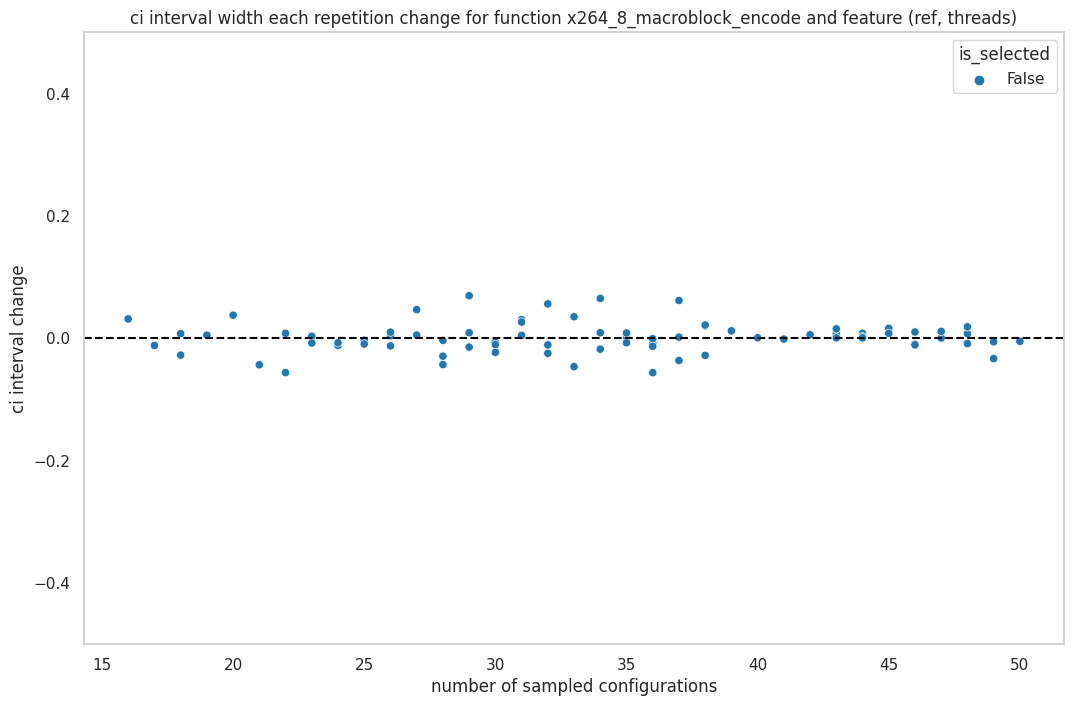 ci interval width each repetition change for function x264_8_macroblock_encode and feature (ref, threads)
is_selected
False
ci interval change
0.4
0.2
0.0
−0.2
−0.4
15 20 25 30 35 40 45 50
number of sampled configurations